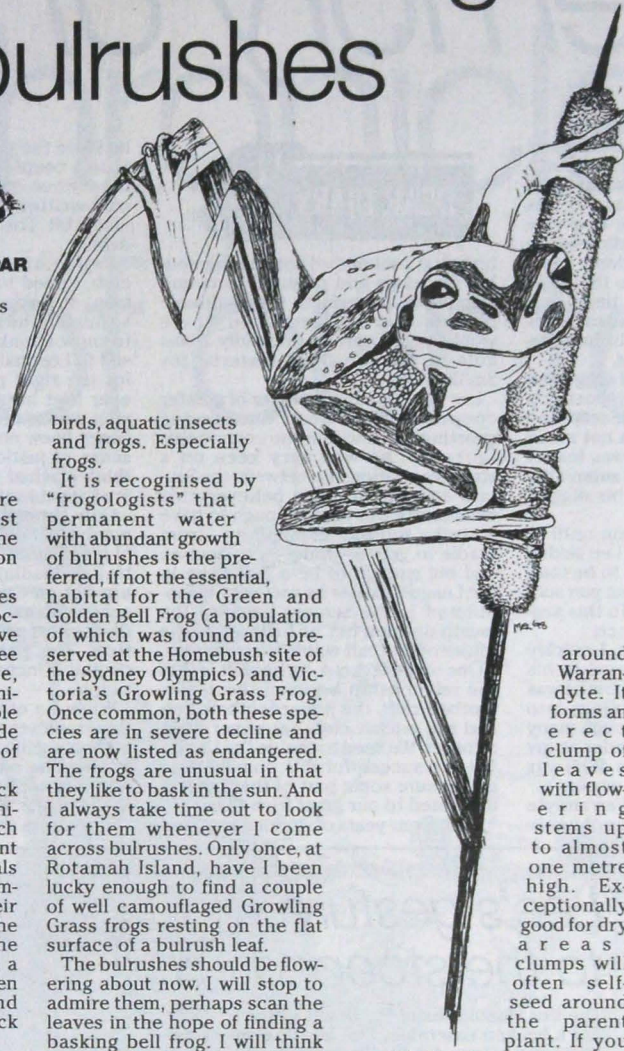 bulrushes
birds, aquatic insects
and frogs. Especially
frogs.
It is recoginised by
“frogologists” that
permanent water
with abundant growth
of bulrushes is the pre-
ferred, if not the essential,
habitat for the Green and
Golden Bell Frog (a population
of which was found and pre-
served at the Homebush site of
the Sydney Olympics) and Vic-
toria's Growling Grass Frog.
Once common, both these spe-
cies are in severe decline and
are now listed as endangered.
The frogs are unusual in that
they like to bask in the sun. And
I always take time out to look
for them whenever I come
across bulrushes. Only once, at
Rotamah Island, have I been
lucky enough to find a couple
of well camouflaged Growling
Grass frogs resting on the flat
surface of a bulrush leaf.
The bulrushes should be flow-
ering about now. I will stop to
admire them, perhaps scan the
leaves in the hope of finding a
basking bell frog. I will think
around
Warran-
dyte. It
forms an
erect
clump of
leaves
with flow-
ering
stems up
to almost
one metre
high. Ex-
ceptionally
good for dry
areas
clumps will
often self-
seed around
the parent
plant. If you